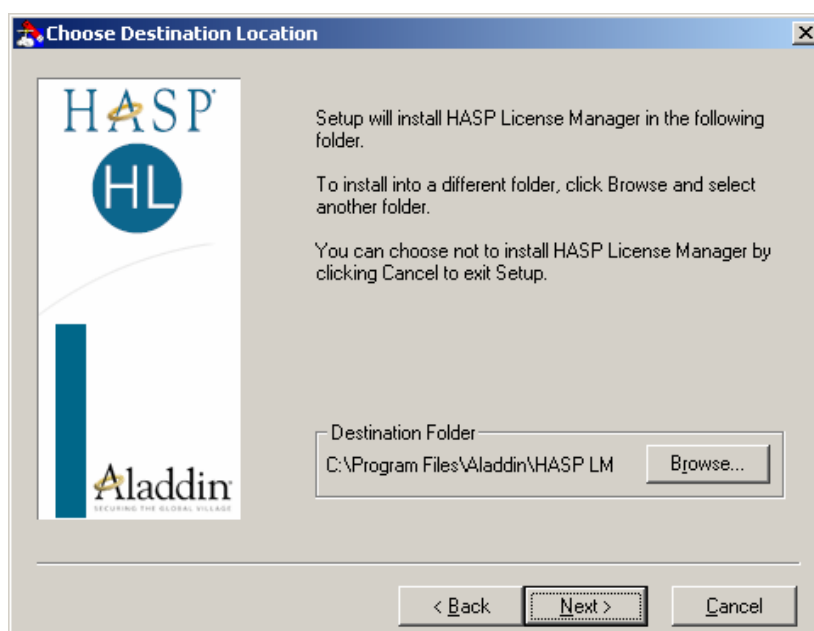 Choose Destination Location
HASP
HL
Setup will install HASP License Manager in the following
folder.
To install into a different folder, click Browse and select
another folder.
You can choose not to install HASP License Manager by
clicking Cancel to exit Setup.
Destination Folder
C:\Program Files\Aladdin\HASP LM
Browse...
Aladdin
SECURING THE GLOBAL VILLAGE
< Back
Next >
Cancel